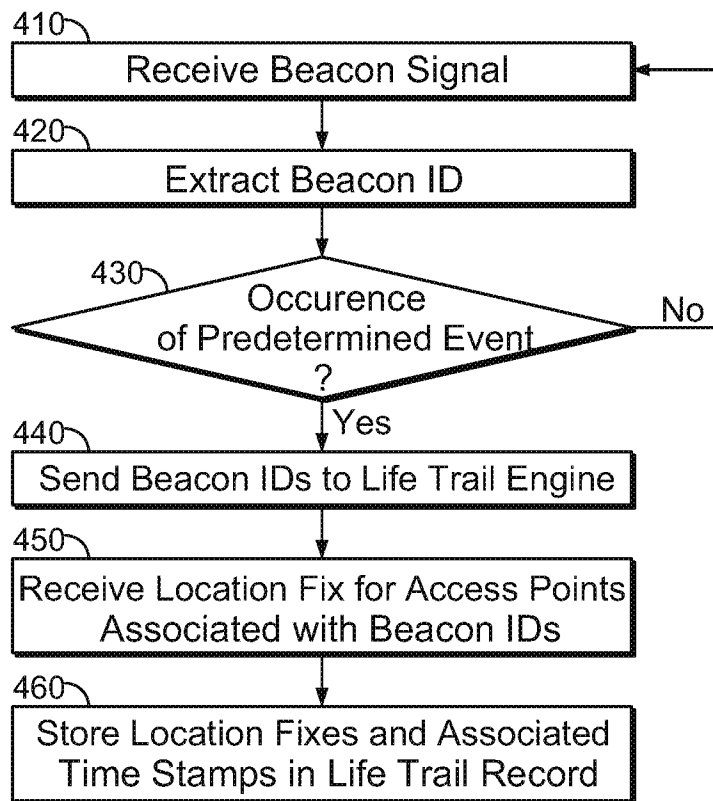 410
Receive Beacon Signal
420
Extract Beacon ID
430
Occurence
of Predetermined Event
?
No
Yes
440
Send Beacon IDs to Life Trail Engine
450
Receive Location Fix for Access Points
Associated with Beacon IDs
460
Store Location Fixes and Associated
Time Stamps in Life Trail Record